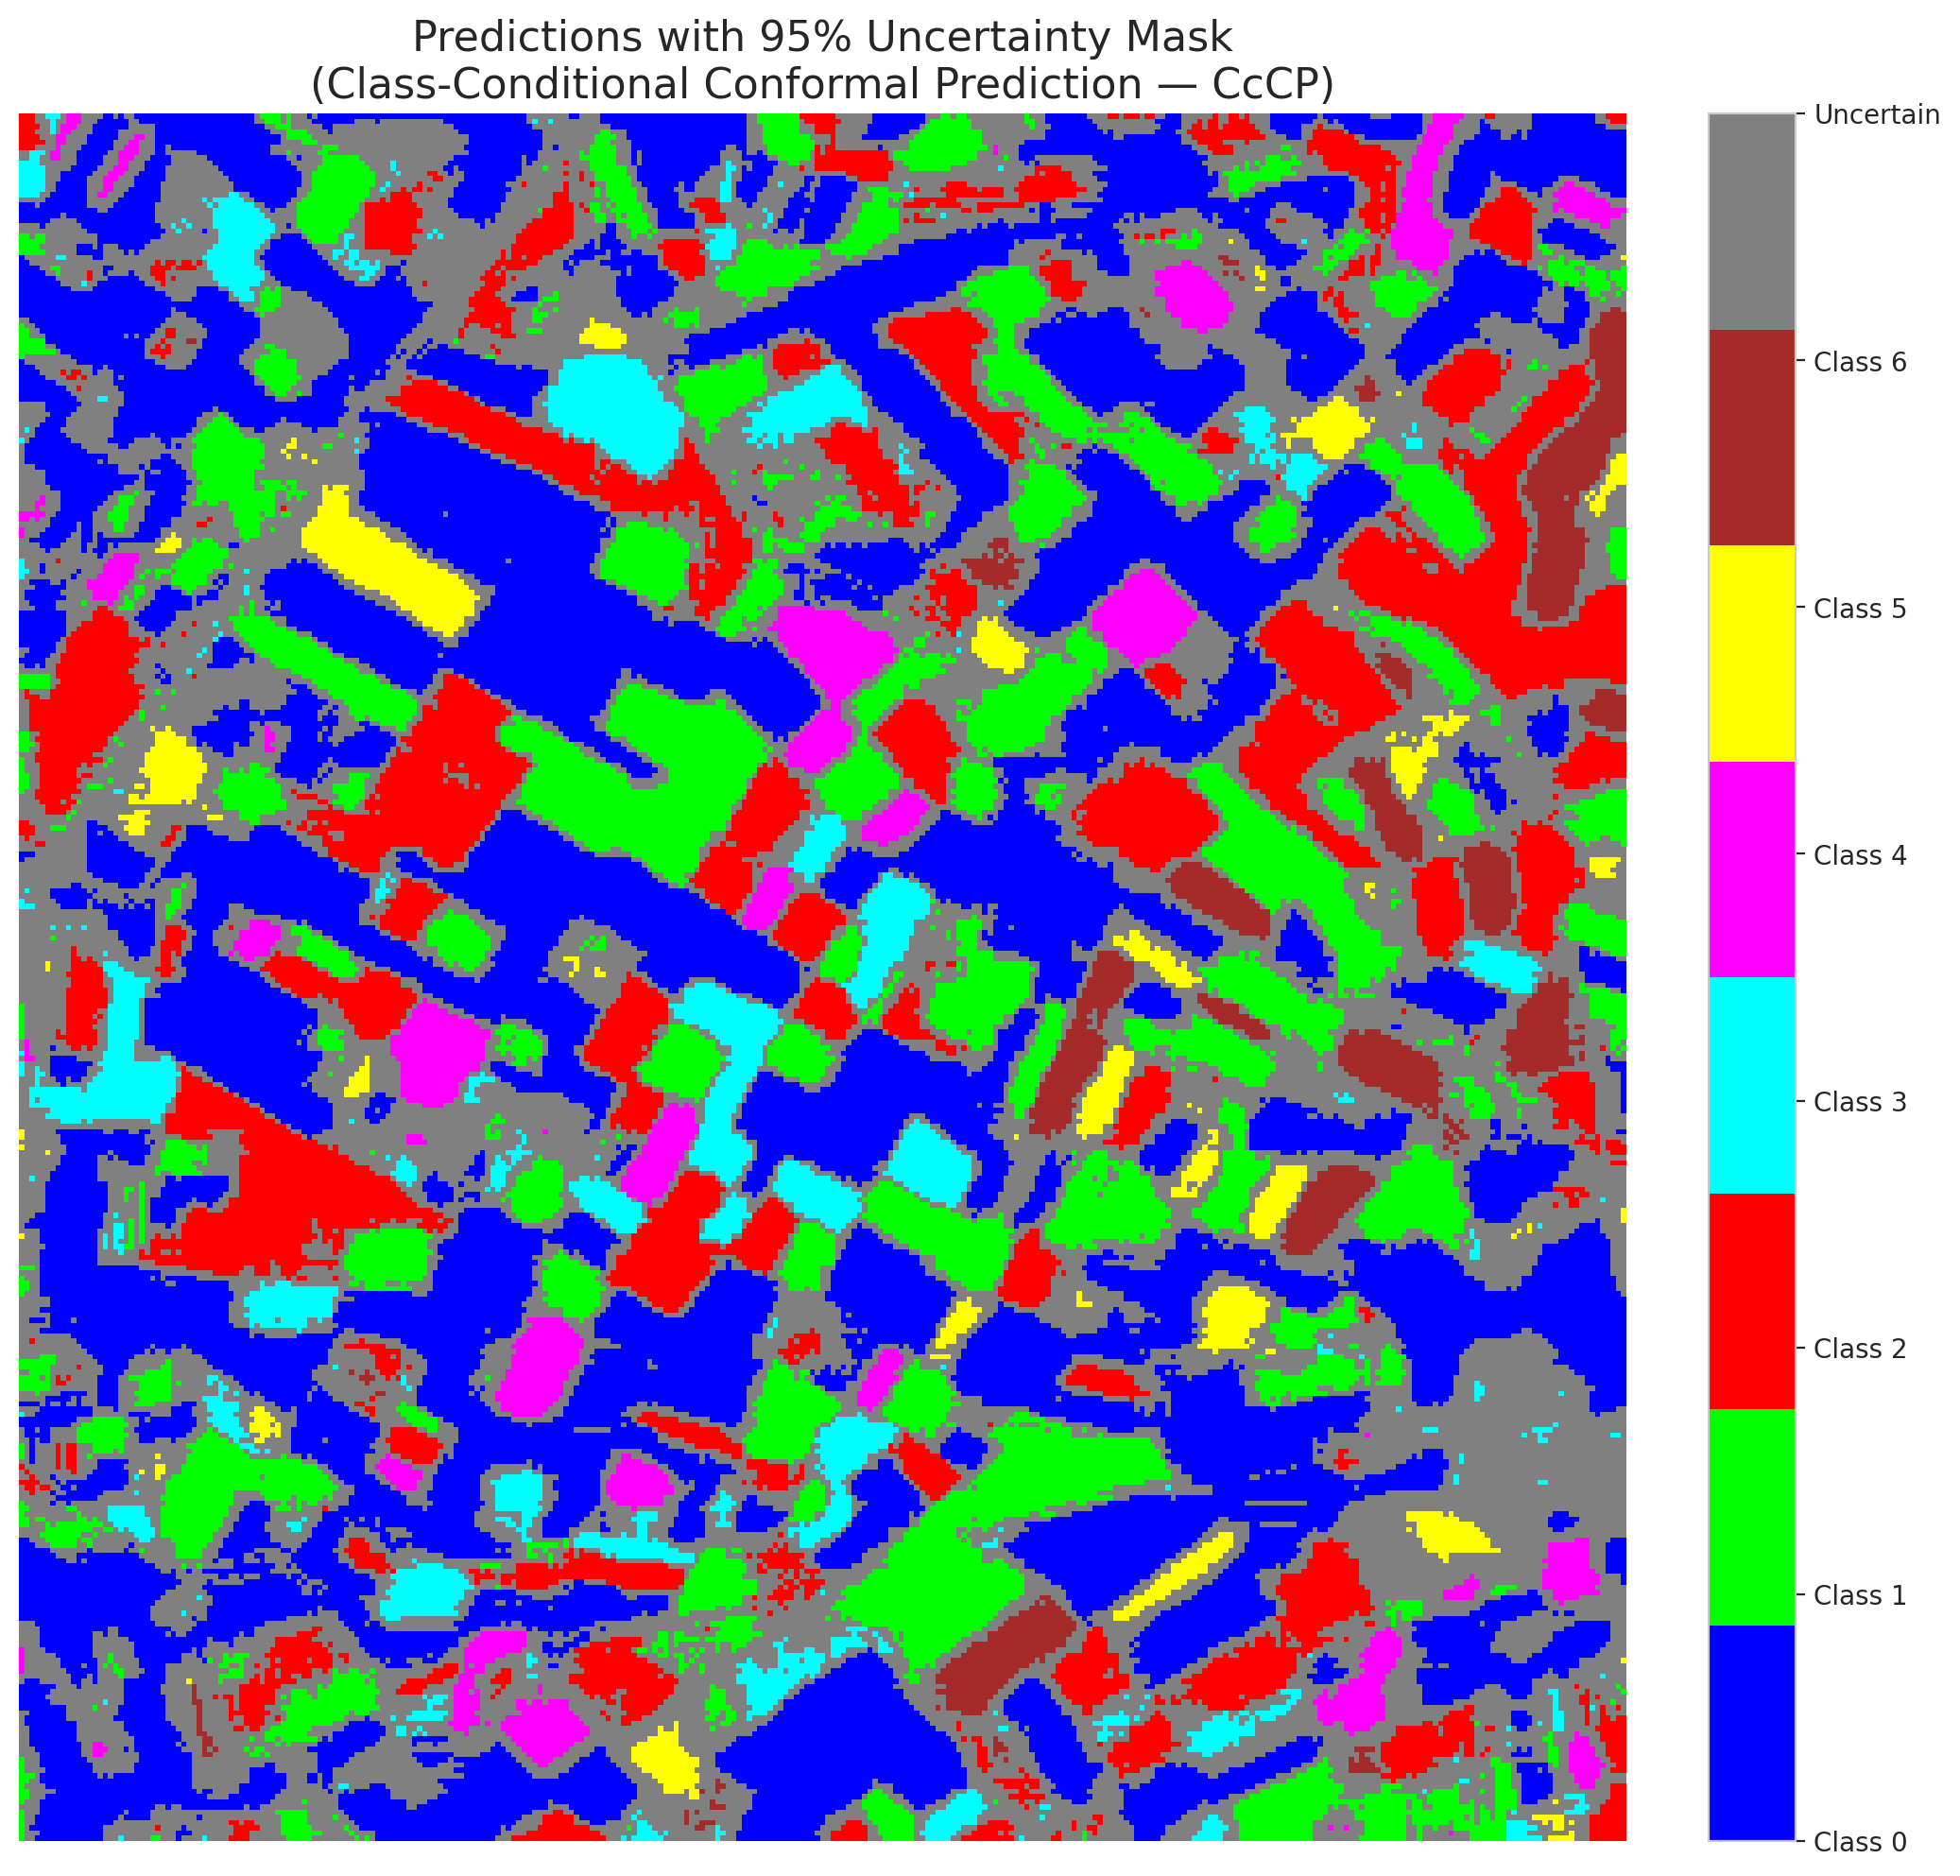 Predictions with 95% Uncertainty Mask
(Class-Conditional Conformal Prediction — CcCP)
Uncertain
Class 6
Class 5
Class 4
Class 3
Class 2
Class 1
Class 0